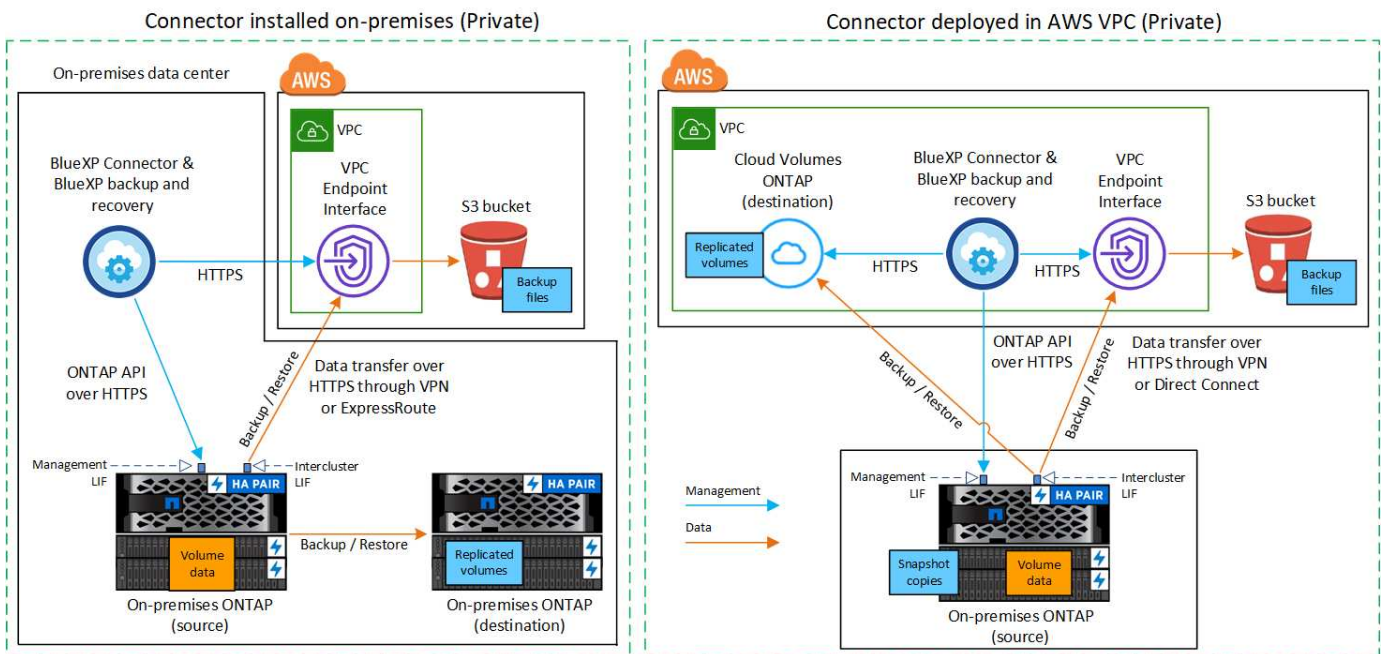 Connector installed on-premises (Private)
On-premises data center
AWS
VPC
BlueXP Connector &
BlueXP backup and
recovery
VPC
Endpoint
Interface
S3 bucket
Backup
files
HTTPS
ONTAP API
over HTTPS
Backup / Restore
Data transfer over
HTTPS through VPN
or ExpressRoute
Management
LIF
Intercluster
LIF
HA PAIR
HA PAIR
Volume
data
Backup / Restore
Replicated
volumes
On-premises ONTAP
(source)
On-premises ONTAP
(destination)
Connector deployed in AWS VPC (Private)
AWS
VPC
Cloud Volumes
ONTAP
(destination)
BlueXP Connector &
BlueXP backup and
recovery
VPC
Endpoint
Interface
S3 bucket
Replicated
volumes
HTTPS
HTTPS
Backup
files
ONTAP API
over HTTPS
Data transfer over
HTTPS through VPN
or Direct Connect
Backup / Restore
Backup / Restore
Management
LIF
Intercluster
LIF
HA PAIR
Management
Data
Snapshot
copies
Volume
data
On-premises ONTAP
(source)